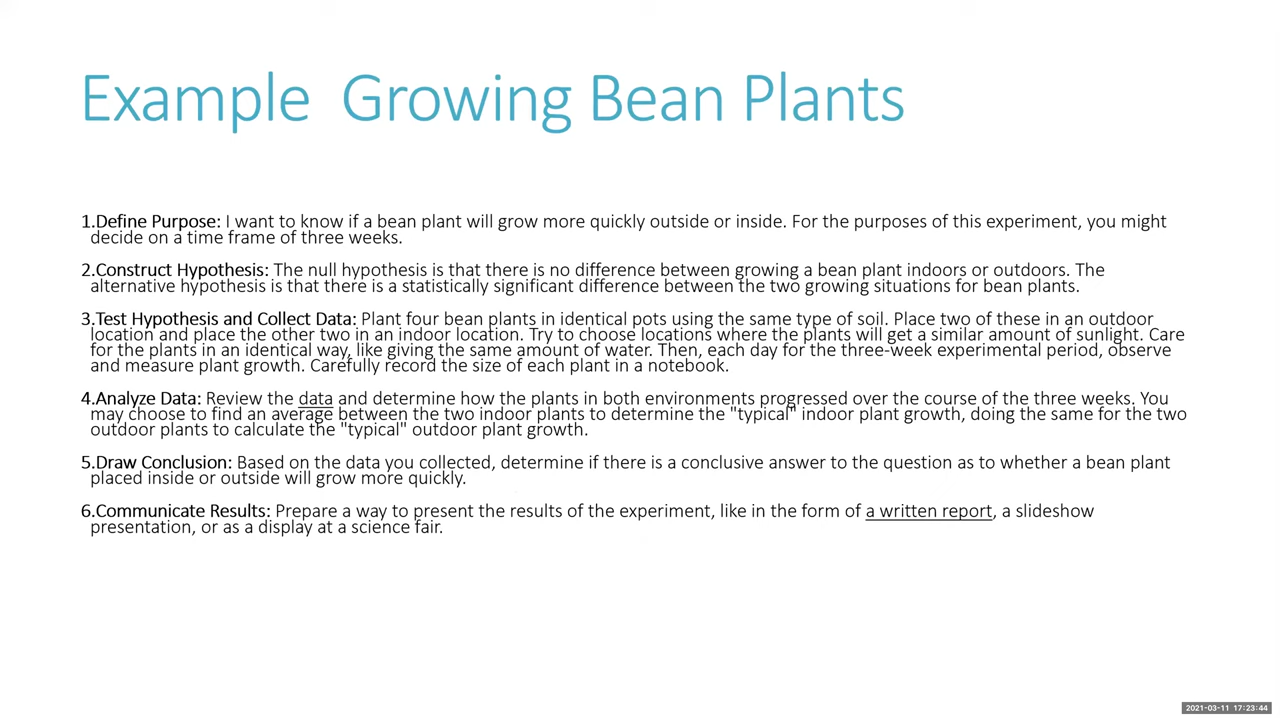 Example  Growing Bean Plants
1.Define Purpose: I want to know if a bean plant will grow more quickly outside or inside. For the purposes of this experiment, you might
decide on a time frame of three weeks.
2.Construct Hypothesis: The null hypothesis is that there is no difference between growing a bean plant indoors or outdoors. The
alternative hypothesis is that there is a statistically significant difference between the two growing situations for bean plants.
3.Test Hypothesis and Collect Data: Plant four bean plants in identical pots using the same type of soil. Place two of these in an outdoor
location and place the other two in an indoor location. Try to choose locations where the plants will get a similar amount of sunlight. Care
for the plants in an identical way, like giving the same amount of water. Then, each day for the three-week experimental period, observe
and measure plant growth. Carefully record the size of each plant in a notebook.
4.Analyze Data: Review the data and determine how the plants in both environments progressed over the course of the three weeks. You
may choose to find an average between the two indoor plants to determine the "typical" indoor plant growth, doing the same for the two
outdoor plants to calculate the "typical" outdoor plant growth.
5.Draw Conclusion: Based on the data you collected, determine if there is a conclusive answer to the question as to whether a bean plant
placed inside or outside will grow more quickly.
6.Communicate Results: Prepare a way to present the results of the experiment, like in the form of a written report, a slideshow
presentation, or as a display at a science fair.
2021-03-11 17:23:44